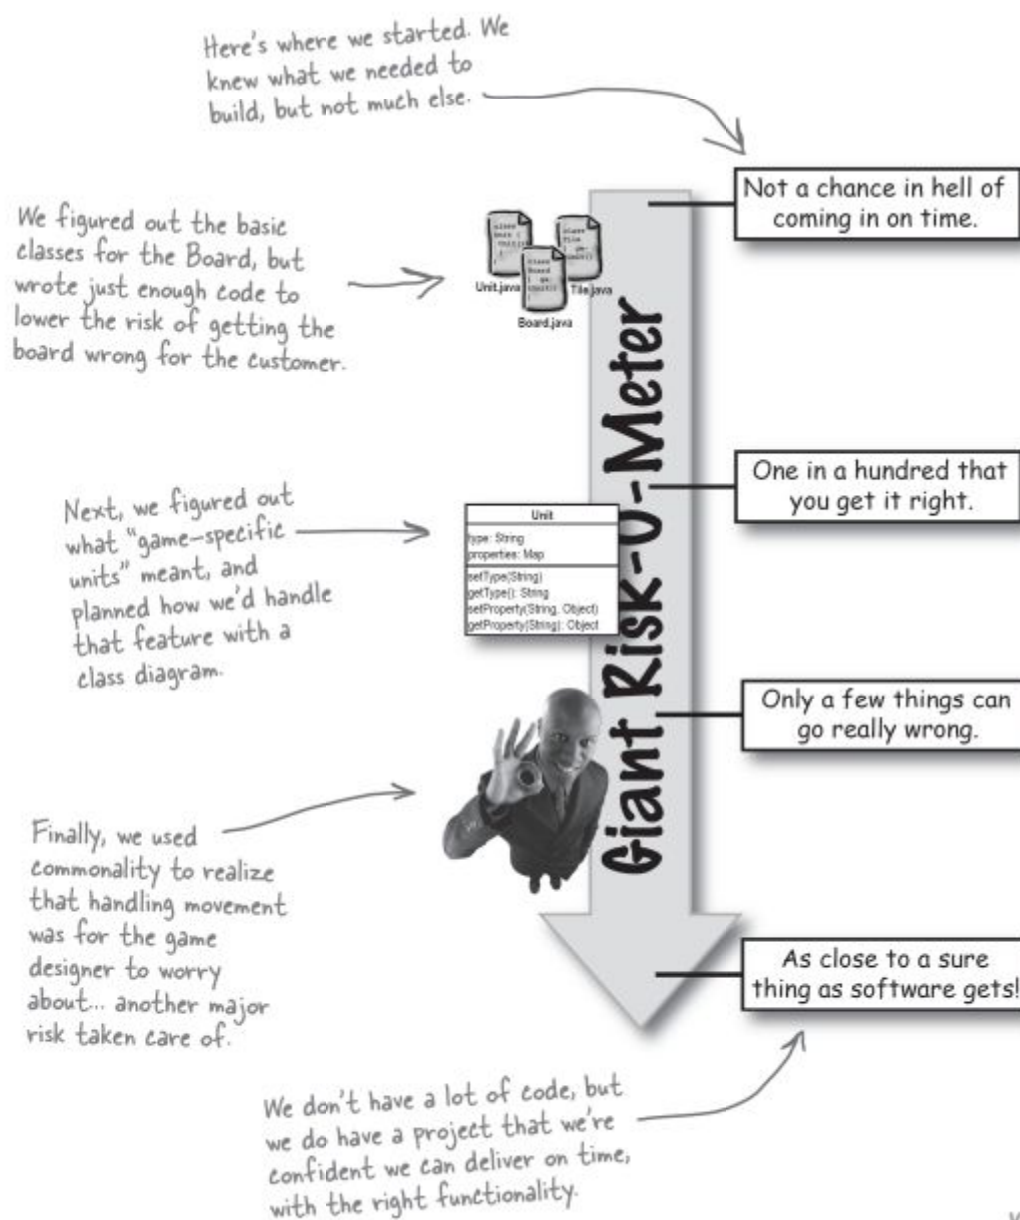 Here's where we started. We
knew what we needed to
build, but not much else.
Not a chance in hell of
coming in on time.
We figured out the basic
classes for the Board, but
wrote just enough code to
lower the risk of getting the
board wrong for the customer.
Unit.java
Tile.java
Board.java
Giant Risk-O-Meter
One in a hundred that
you get it right.
Next, we figured out
what "game-specific
units" meant, and
planned how we'd handle
that feature with a
class diagram.
Unit
type: String
properties: Map
setType(String)
getType(): String
setProperty(String, Object)
getProperty(String): Object
Only a few things can
go really wrong.
Finally, we used
commonality to realize
that handling movement
was for the game
designer to worry
about... another major
risk taken care of.
As close to a sure
thing as software gets!
We don't have a lot of code, but
we do have a project that we're
confident we can deliver on time,
with the right functionality.